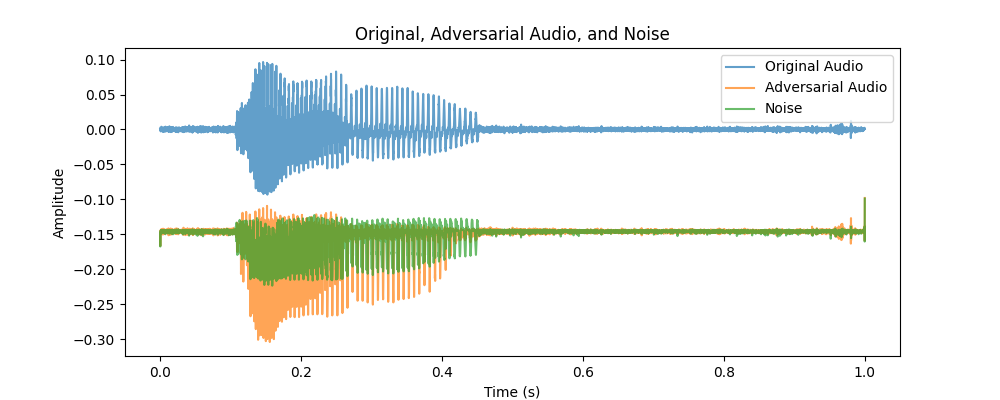 Original, Adversarial Audio, and Noise
Original Audio
Adversarial Audio
Noise
Amplitude
0.10
0.05
0.00
−0.05
−0.10
−0.15
−0.20
−0.25
−0.30
0.0 0.2 0.4 0.6 0.8 1.0
Time (s)